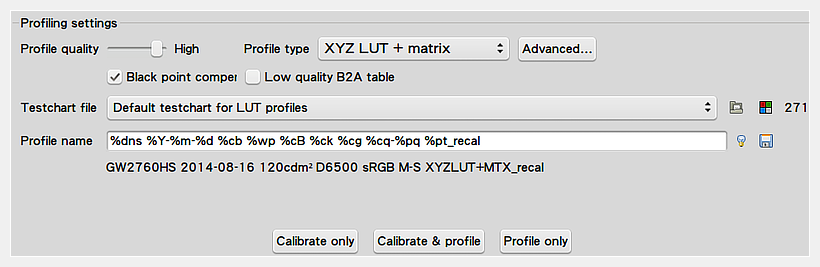 Profiling settings
Profile quality High Profile type XYZ LUT + matrix Advanced...
Black point comper Low quality B2A table
Testchart file Default testchart for LUT profiles 271
Profile name %dns %Y-%m-%d %cb %wp %cB %ck %cg %cq-%pq %pt_recal
GW2760HS 2014-08-16 120cdm² D6500 sRGB M-S XYZLUT+MTX_recal
Calibrate only Calibrate & profile Profile only